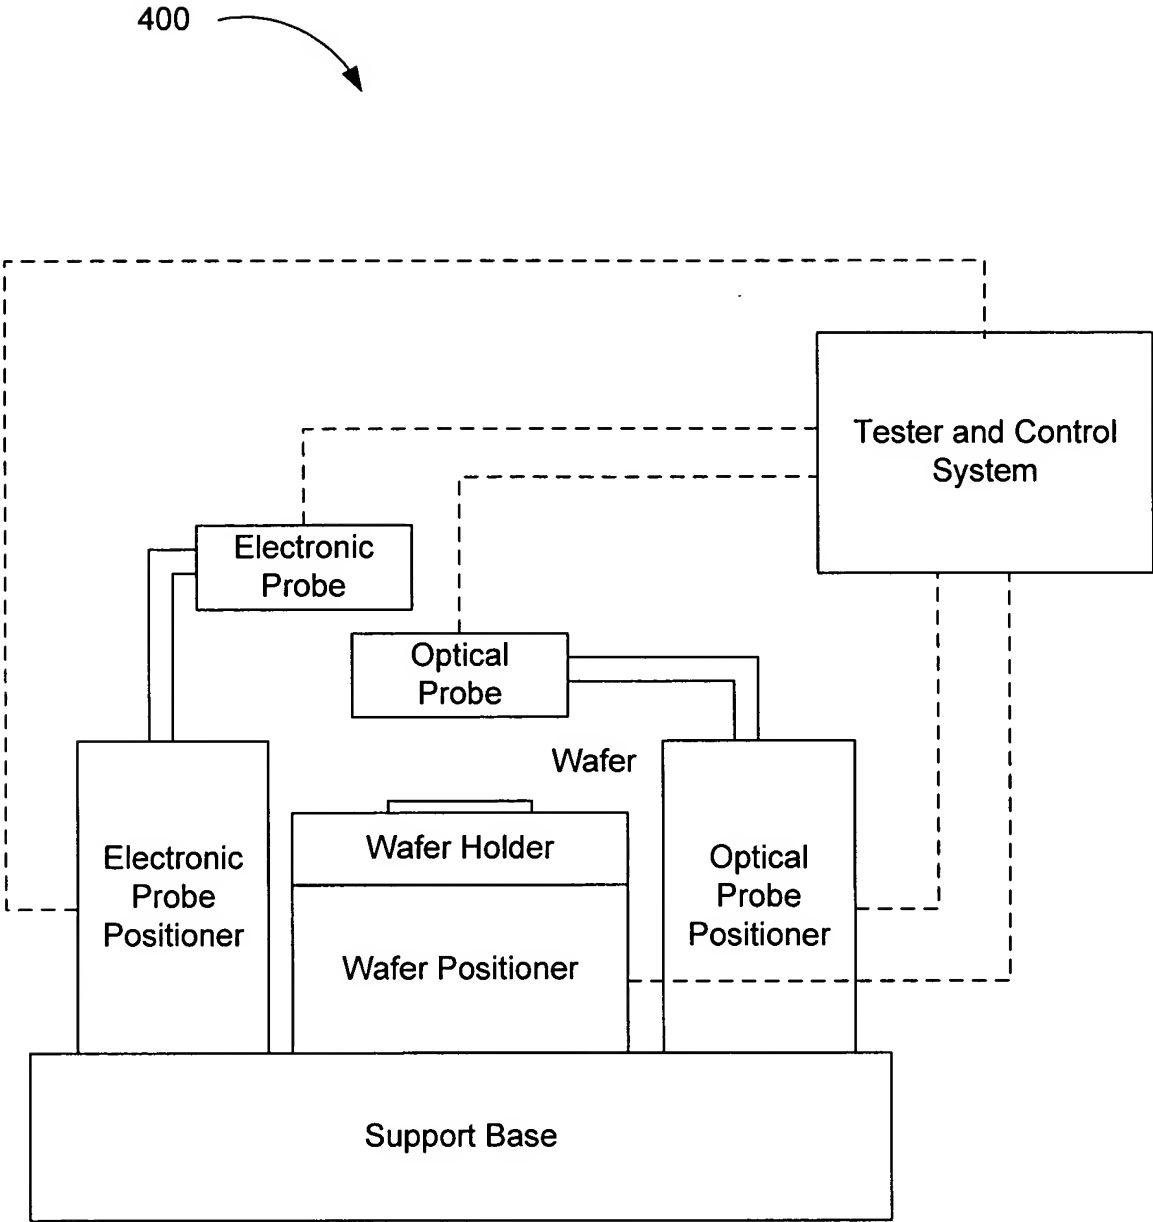 400
Tester and Control
System
Electronic
Probe
Optical
Probe
Wafer
Wafer Holder
Electronic
Probe
Positioner
Optical
Probe
Positioner
Wafer Positioner
Support Base